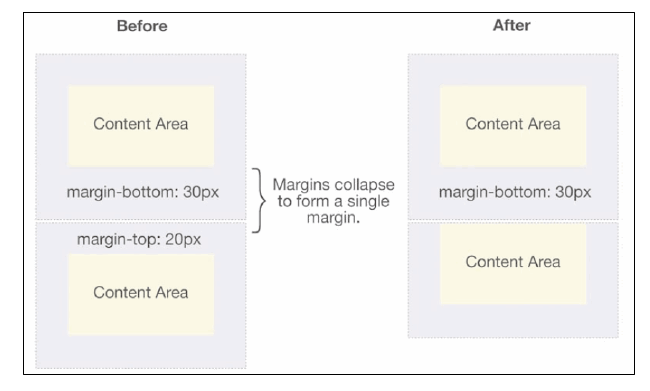 Before
After
Content Area
Content Area
margin-bottom: 30px
Margins collapse
to form a single
margin.
margin-bottom: 30px
margin-top: 20px
Content Area
Content Area